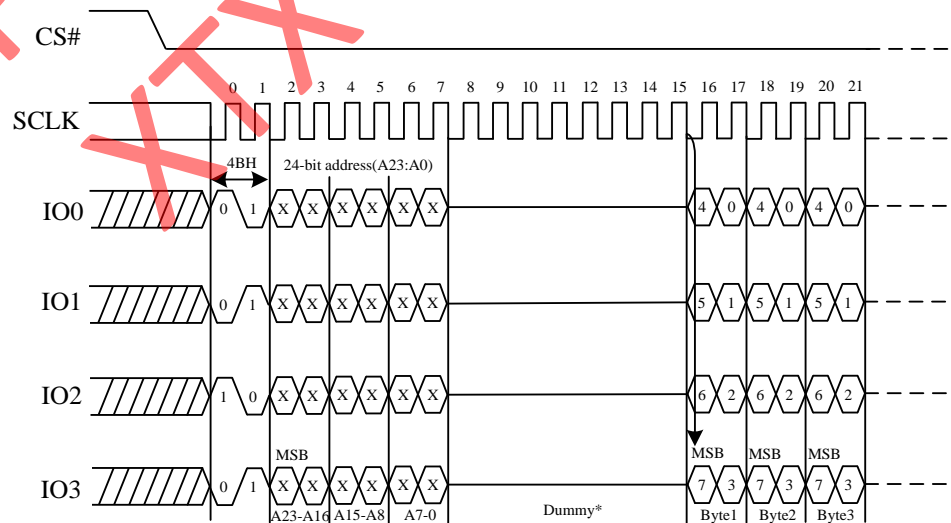 XTX
CS#
0 1 2 3 4 5 6 7 8 9 10 11 12 13 14 15 16 17 18 19 20 21
SCLK
4BH 24-bit address(A23:A0)
IO0 0 1 X X X X X X 4 0 4 0 4 0
IO1 0 1 X X X X X X 5 1 5 1 5 1
IO2 1 0 X X X X X X 6 2 6 2 6 2
MSB MSB MSB MSB
IO3 0 1 X X X X X X 7 3 7 3 7 3
A23-A16 A15-A8 A7-0 Dummy* Byte1 Byte2 Byte3